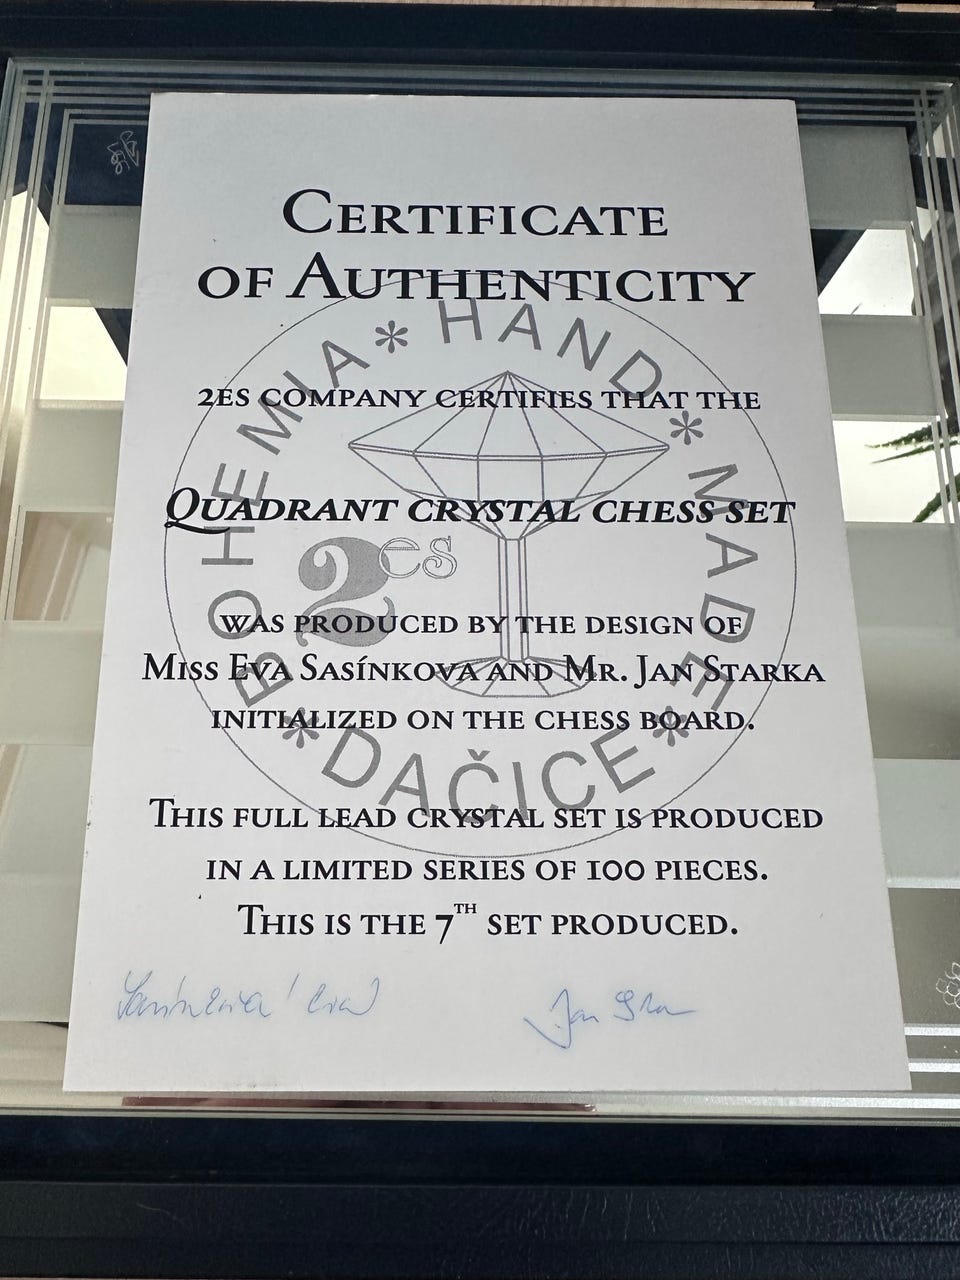 Certificate
of Authenticity
2ES company certifies that the
Quadrant Crystal Chess Set
was produced by the design of
Miss Eva Sasínkova and Mr. Jan Starka
initialized on the chess board.
This full lead crystal set is produced
in a limited series of 100 pieces.
This is the 7TH set produced.
BOHEMIA * HAND * MADE * DAČICE *
2es
Jan